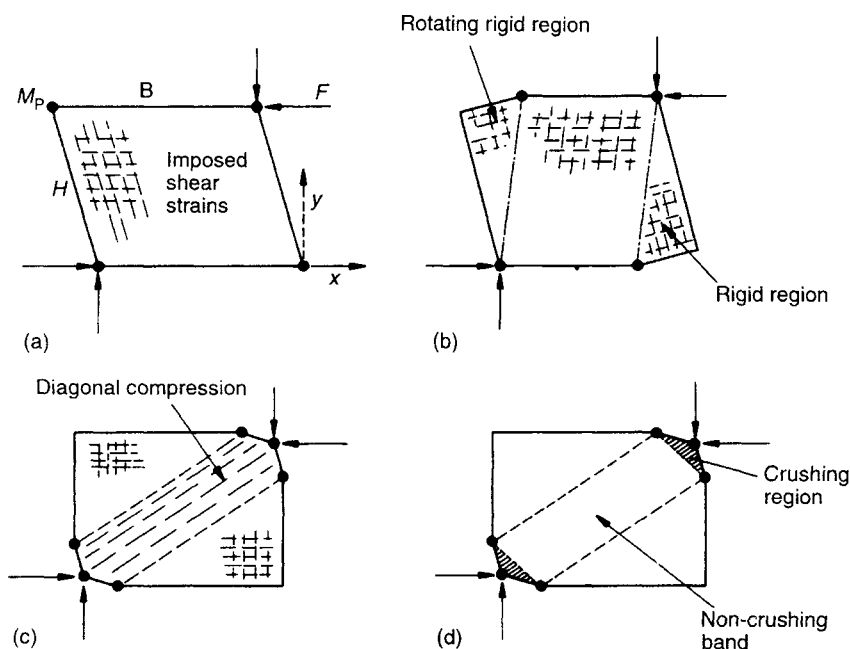 M_P
B
F
H
Imposed
shear
strains
y
x
(a)
Rotating rigid region
Rigid region
(b)
Diagonal compression
(c)
Crushing
region
Non-crushing
band
(d)